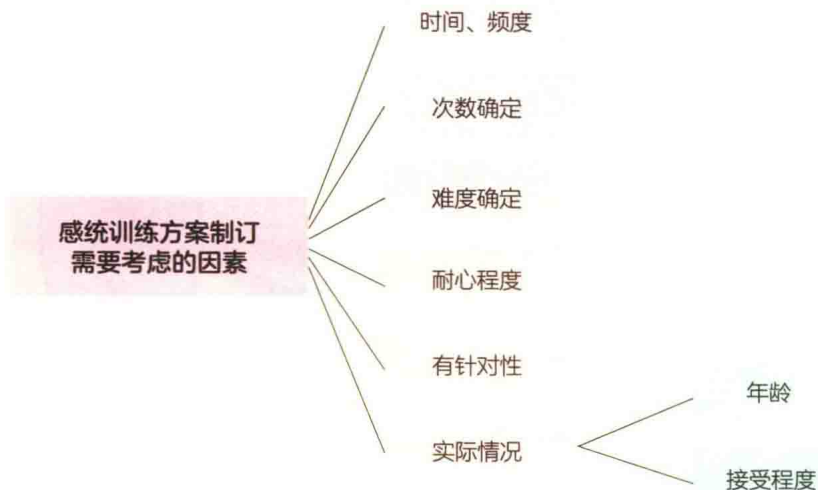 感统训练方案制订
需要考虑的因素
时间、频度
次数确定
难度确定
耐心程度
有针对性
实际情况
年龄
接受程度